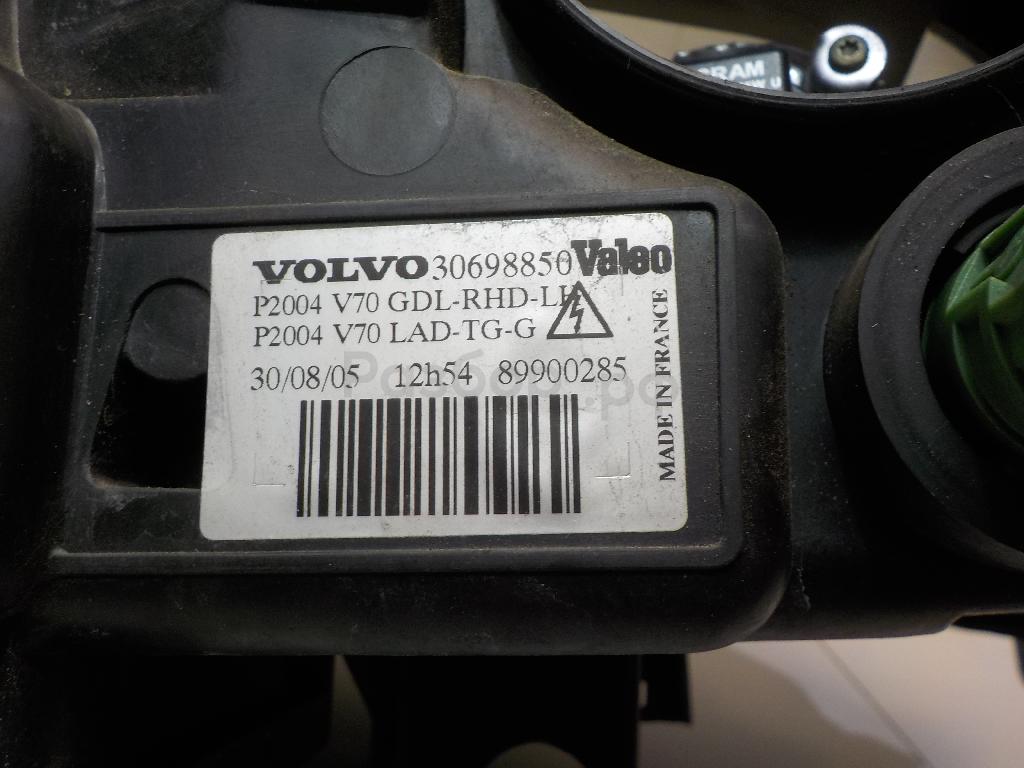 RAM
VOLVO 30698850 Valeo
P2004 V70 GDL-RHD-LH
P2004 V70 LAD-TG-G
30/08/05 12h54 89900285
MADE IN FRANCE